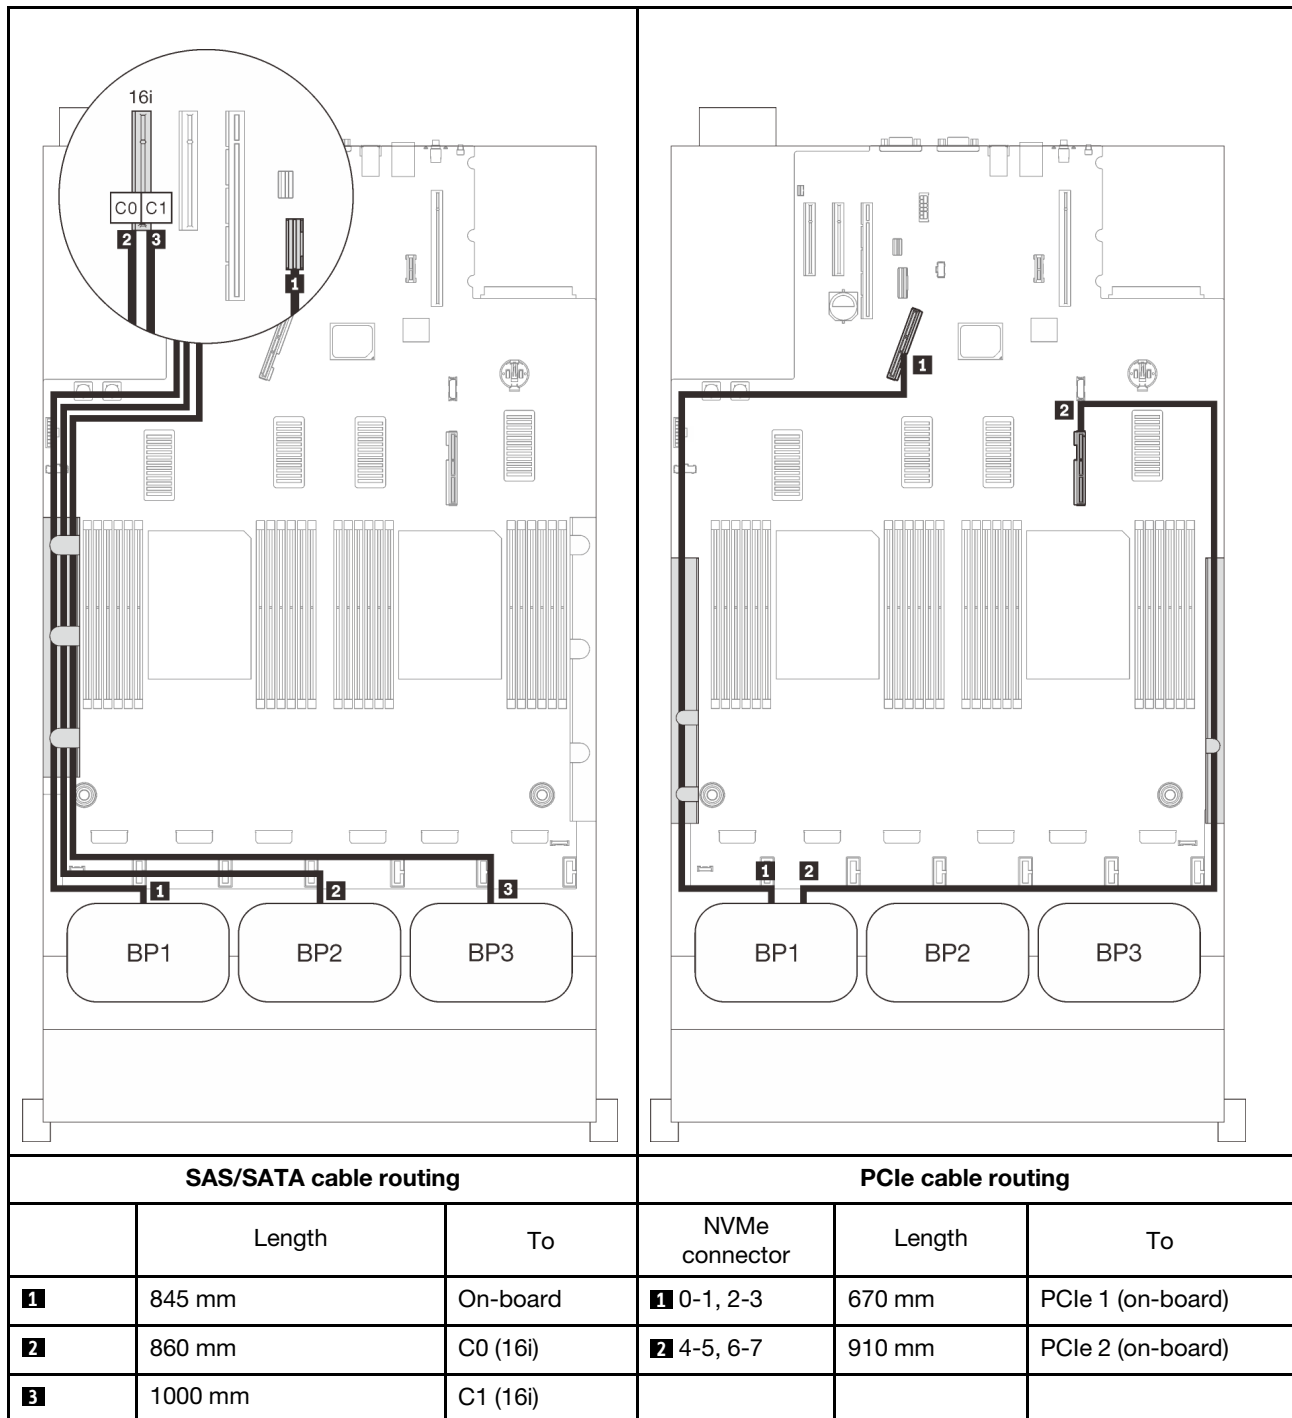 16i
C0 C1
2 3
1
1
2
3
BP1 BP2 BP3
1
2
1 2
BP1 BP2 BP3
SAS/SATA cable routing
PCIe cable routing
Length To NVMe connector Length To
1 845 mm On-board 1 0-1, 2-3 670 mm PCIe 1 (on-board)
2 860 mm C0 (16i) 2 4-5, 6-7 910 mm PCIe 2 (on-board)
3 1000 mm C1 (16i)